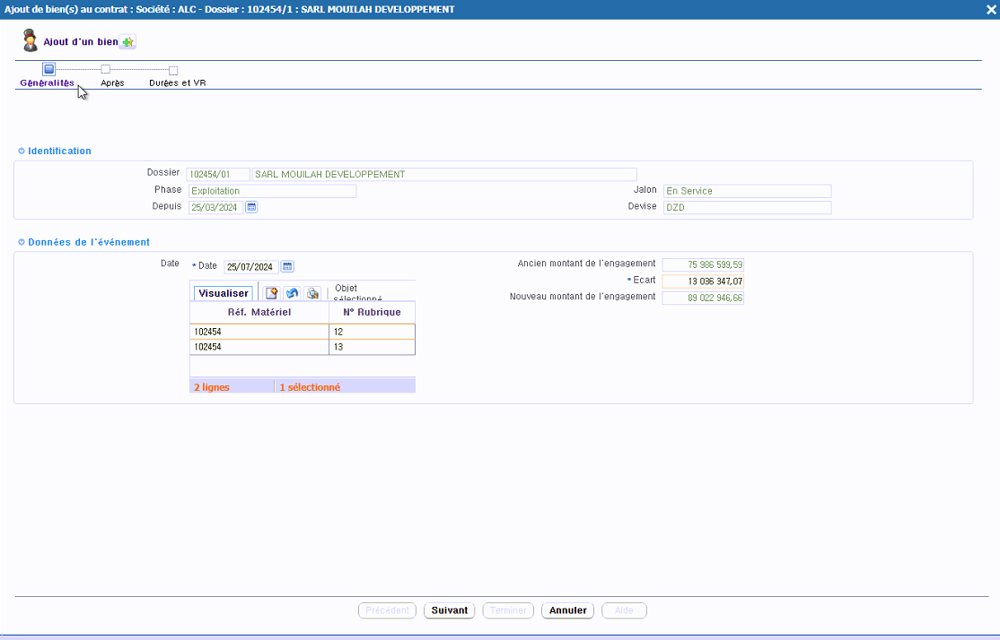 Ajout de bien(s) au contrat : Société : ALC - Dossier : 102454/1 : SARL MOUILAH DEVELOPPEMENT
Ajout d'un bien
Généralités Après Durées et VR
Identification
Dossier 102454/01 SARL MOUILAH DEVELOPPEMENT
Phase Exploitation Jalon En Service
Depuis 25/03/2024 Devise DZD
Données de l'événement
Date * Date 25/07/2024 Ancien montant de l'engagement 75 986 599,59
* Ecart 13 036 347,07
Nouveau montant de l'engagement 89 022 946,66
Visualiser Objet
sélectionné
Réf. Matériel N° Rubrique
102454 12
102454 13
2 lignes 1 sélectionné
Précédent Suivant Terminer Annuler Aide